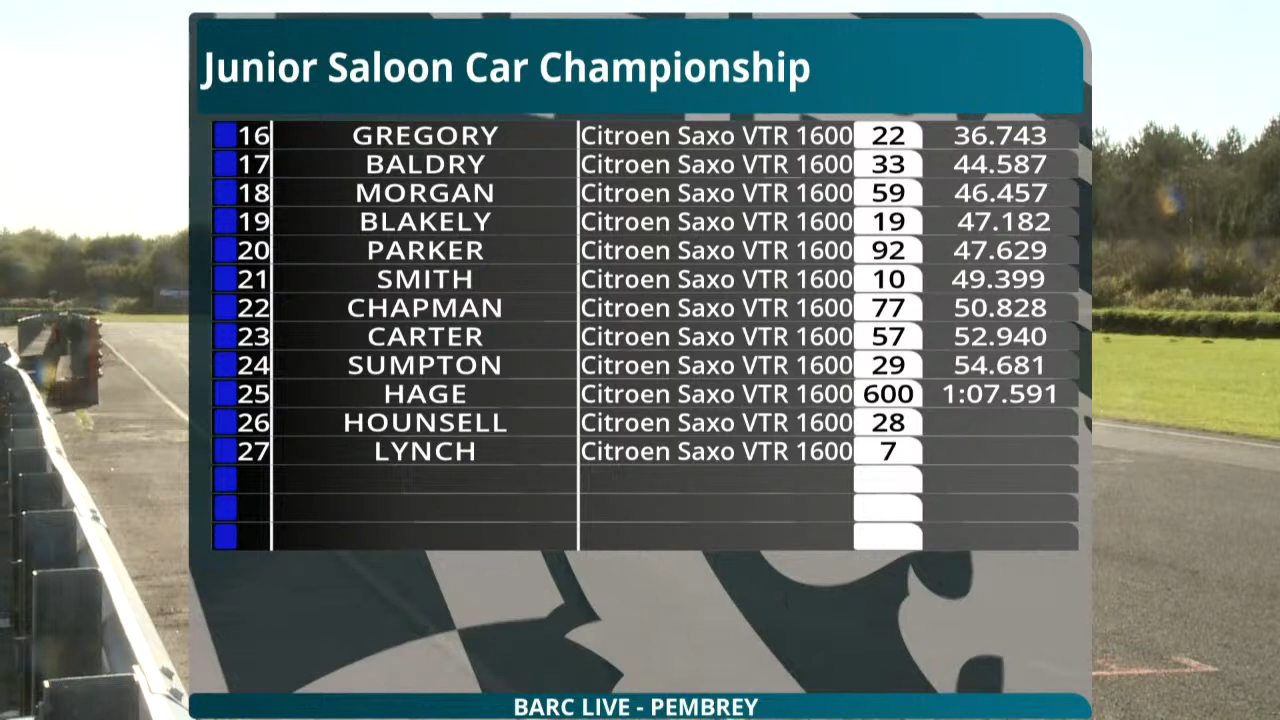 Junior Saloon Car Championship
16 GREGORY Citroen Saxo VTR 1600 22 36.743
17 BALDRY Citroen Saxo VTR 1600 33 44.587
18 MORGAN Citroen Saxo VTR 1600 59 46.457
19 BLAKELY Citroen Saxo VTR 1600 19 47.182
20 PARKER Citroen Saxo VTR 1600 92 47.629
21 SMITH Citroen Saxo VTR 1600 10 49.399
22 CHAPMAN Citroen Saxo VTR 1600 77 50.828
23 CARTER Citroen Saxo VTR 1600 57 52.940
24 SUMPTON Citroen Saxo VTR 1600 29 54.681
25 HAGE Citroen Saxo VTR 1600 600 1:07.591
26 HOUNSELL Citroen Saxo VTR 1600 28
27 LYNCH Citroen Saxo VTR 1600 7
BARC LIVE - PEMBREY